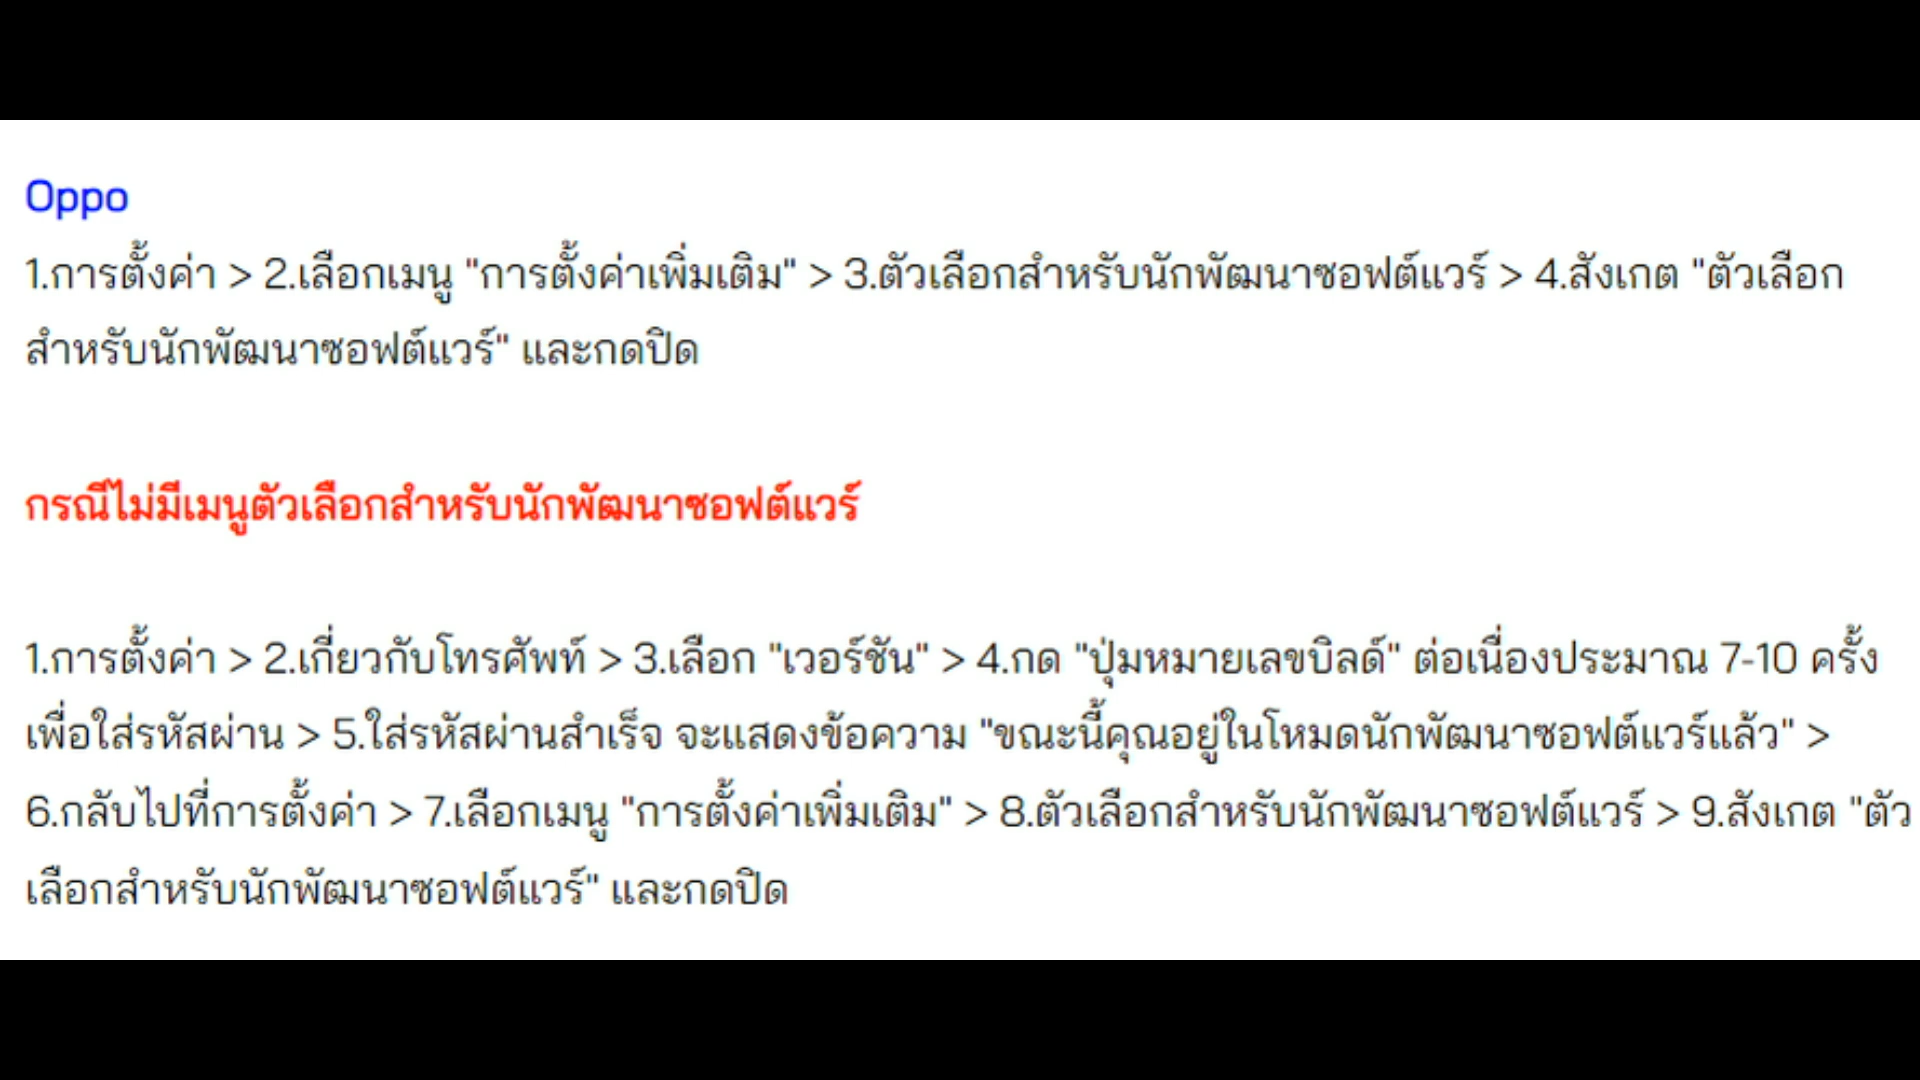 Oppo
1.การตั้งค่า > 2.เลือกเมนู "การตั้งค่าเพิ่มเติม" > 3.ตัวเลือกสำหรับนักพัฒนาซอฟต์แวร์ > 4.สังเกต "ตัวเลือก
สำหรับนักพัฒนาซอฟต์แวร์" และกดปิด
กรณีไม่มีเมนูตัวเลือกสำหรับนักพัฒนาซอฟต์แวร์
1.การตั้งค่า > 2.เกี่ยวกับโทรศัพท์ > 3.เลือก "เวอร์ชัน" > 4.กด "ปุ่มหมายเลขบิลด์" ต่อเนื่องประมาณ 7-10 ครั้ง
เพื่อใส่รหัสผ่าน > 5.ใส่รหัสผ่านสำเร็จ จะแสดงข้อความ "ขณะนี้คุณอยู่ในโหมดนักพัฒนาซอฟต์แวร์แล้ว" >
6.กลับไปที่การตั้งค่า > 7.เลือกเมนู "การตั้งค่าเพิ่มเติม" > 8.ตัวเลือกสำหรับนักพัฒนาซอฟต์แวร์ > 9.สังเกต "ตัว
เลือกสำหรับนักพัฒนาซอฟต์แวร์" และกดปิด